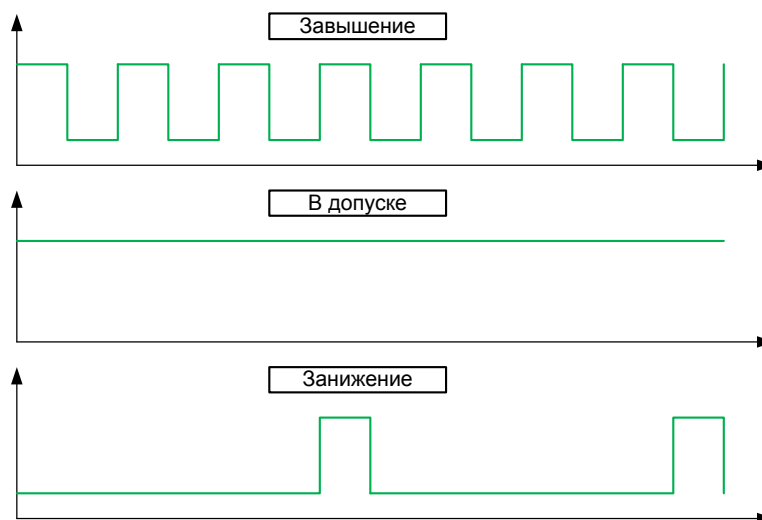 Завышение
В допуске
Занижение